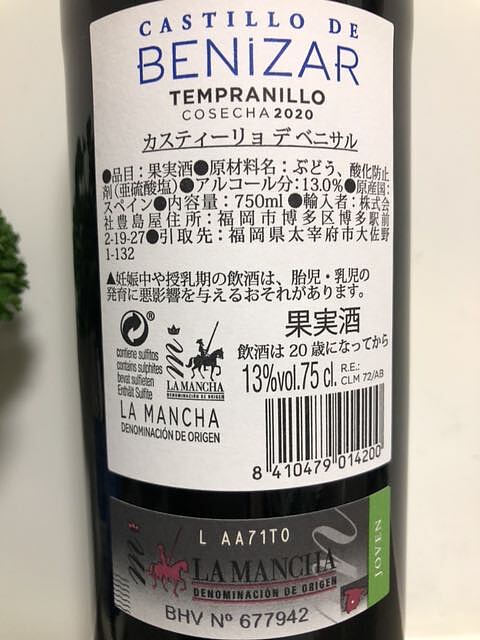 CASTILLO DE
BENiZAR
TEMPRANILLO
COSECHA 2020
カスティーリョ デ ベニサル
●品目：果実酒●原材料名：ぶどう、酸化防止
剤（亜硫酸塩）●アルコール分：13.0%●原産国：
スペイン●内容量：750ml●輸入者：株式会
社豊島屋住所：福岡市博多区博多駅前
2-19-27●引取先：福岡県太宰府市大佐野
1-132
▲妊娠中や授乳期の飲酒は、胎児・乳児の
発育に悪影響を与えるおそれがあります。
果実酒
飲酒は20歳になってから
contiene sulfitos
contains sulphites
bevat sulfieten
Enthält Sulfite
m
LA MANCHA
DENOMINACIÓN DE ORIGEN
LA MANCHA
DENOMINACIÓN DE ORIGEN
13%vol.75 cl.
R.E.:
CLM 72/AB
8 410479 014200
L AA71TO
m
LA MANCHA
DENOMINACIÓN DE ORIGEN
JOVEN
BHV Nº 677942